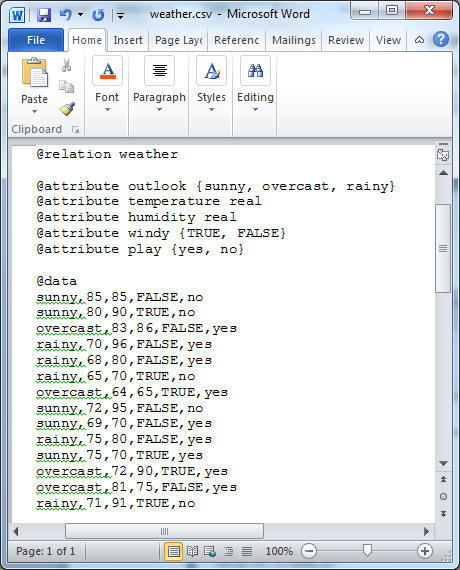 W
weather.csv - Microsoft Word
File Home Insert Page Layo Referenc Mailings Review View
Paste
Font
Paragraph
Styles
Editing
Clipboard
@relation weather
@attribute outlook {sunny, overcast, rainy}
@attribute temperature real
@attribute humidity real
@attribute windy {TRUE, FALSE}
@attribute play {yes, no}
@data
sunny,85,85,FALSE,no
sunny,80,90,TRUE,no
overcast,83,86,FALSE,yes
rainy,70,96,FALSE,yes
rainy,68,80,FALSE,yes
rainy,65,70,TRUE,no
overcast,64,65,TRUE,yes
sunny,72,95,FALSE,no
sunny,69,70,FALSE,yes
rainy,75,80,FALSE,yes
sunny,75,70,TRUE,yes
overcast,72,90,TRUE,yes
overcast,81,75,FALSE,yes
rainy,71,91,TRUE,no
Page: 1 of 1 100%